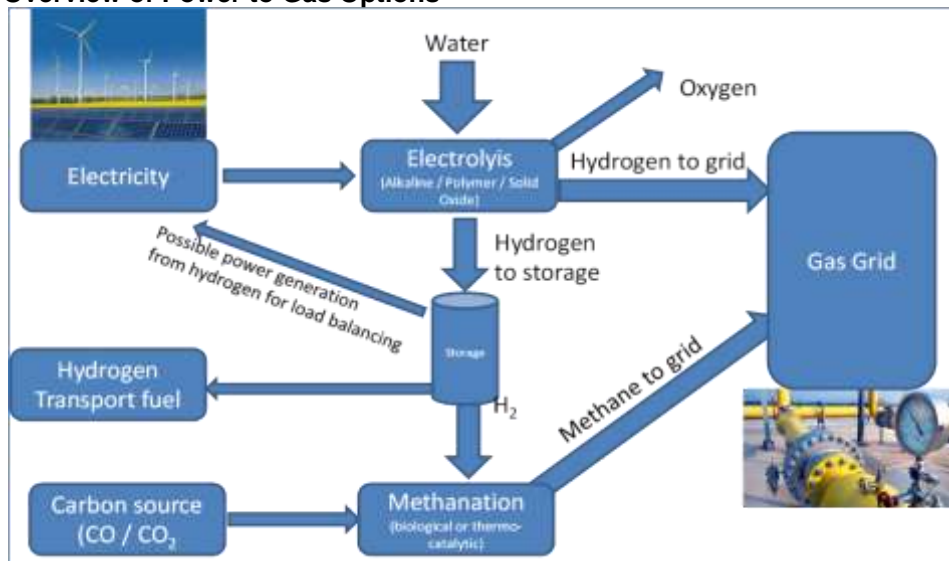 Overview of Power to Gas Options
Water
Oxygen
Electricity
Electrolyis
(Alkaline / Polymer / Solid
Oxide)
Hydrogen to grid
Gas Grid
Possible power generation
from hydrogen for load balancing
Hydrogen
to storage
Storage
Hydrogen
Transport fuel
H2
Methane to grid
Carbon source
(CO / CO2
Methanation
(biological or thermo-
catalytic)